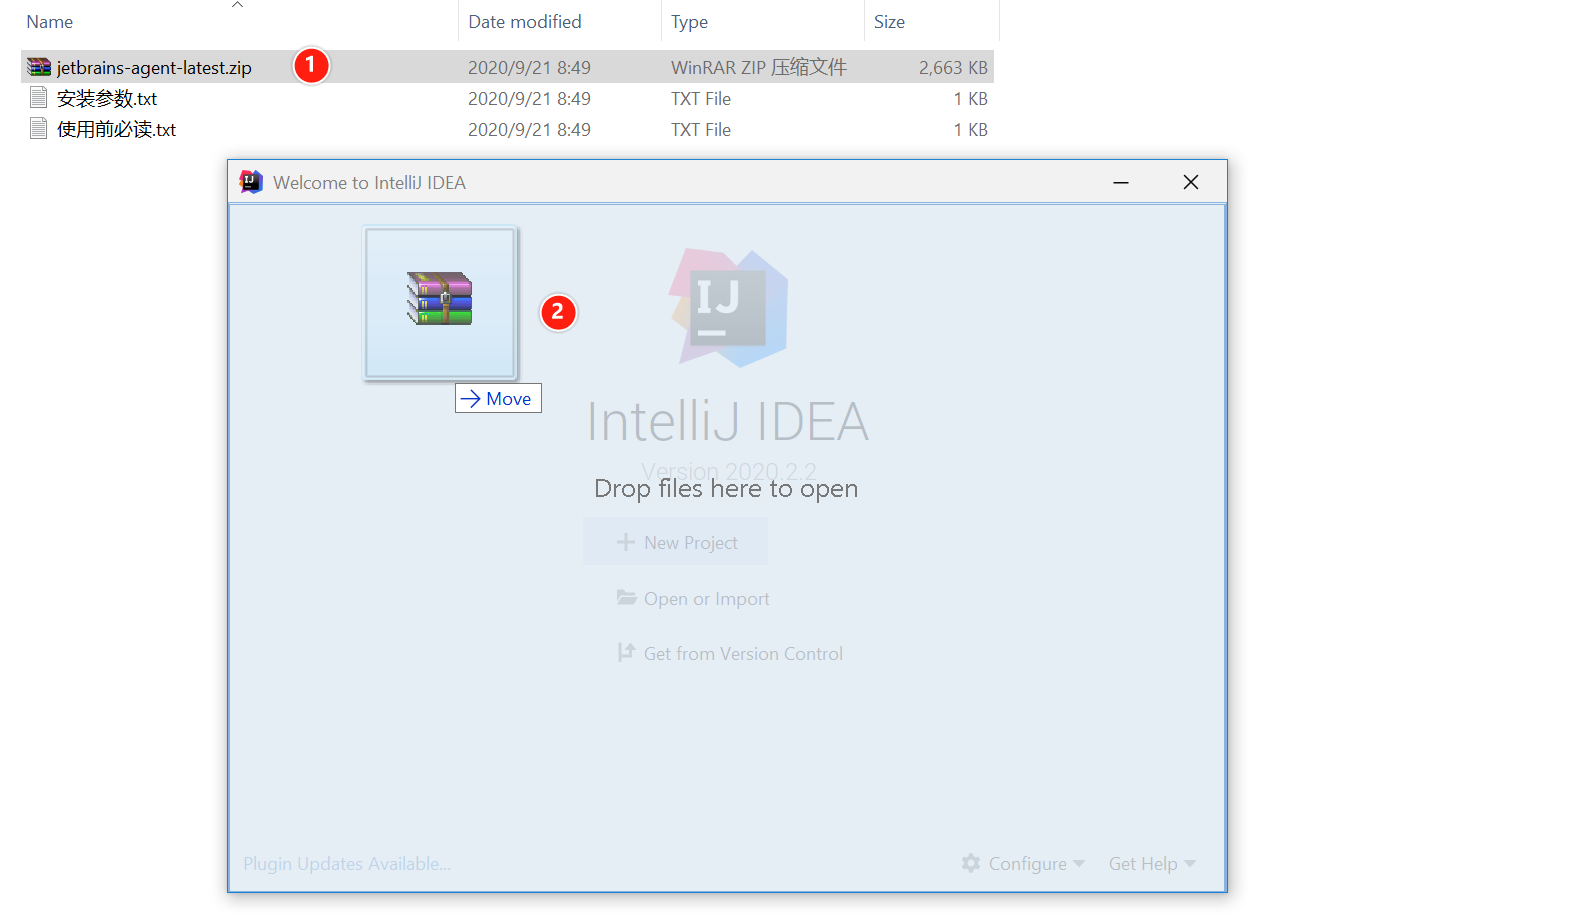 Name Date modified Type Size
jetbrains-agent-latest.zip 1 2020/9/21 8:49 WinRAR ZIP 压缩文件 2,663 KB
安装参数.txt 2020/9/21 8:49 TXT File 1 KB
使用前必读.txt 2020/9/21 8:49 TXT File 1 KB
IJ Welcome to IntelliJ IDEA
IJ
2
Move
IntelliJ IDEA
Version 2020.2.2
Drop files here to open
New Project
Open or Import
Get from Version Control
Plugin Updates Available... Configure Get Help